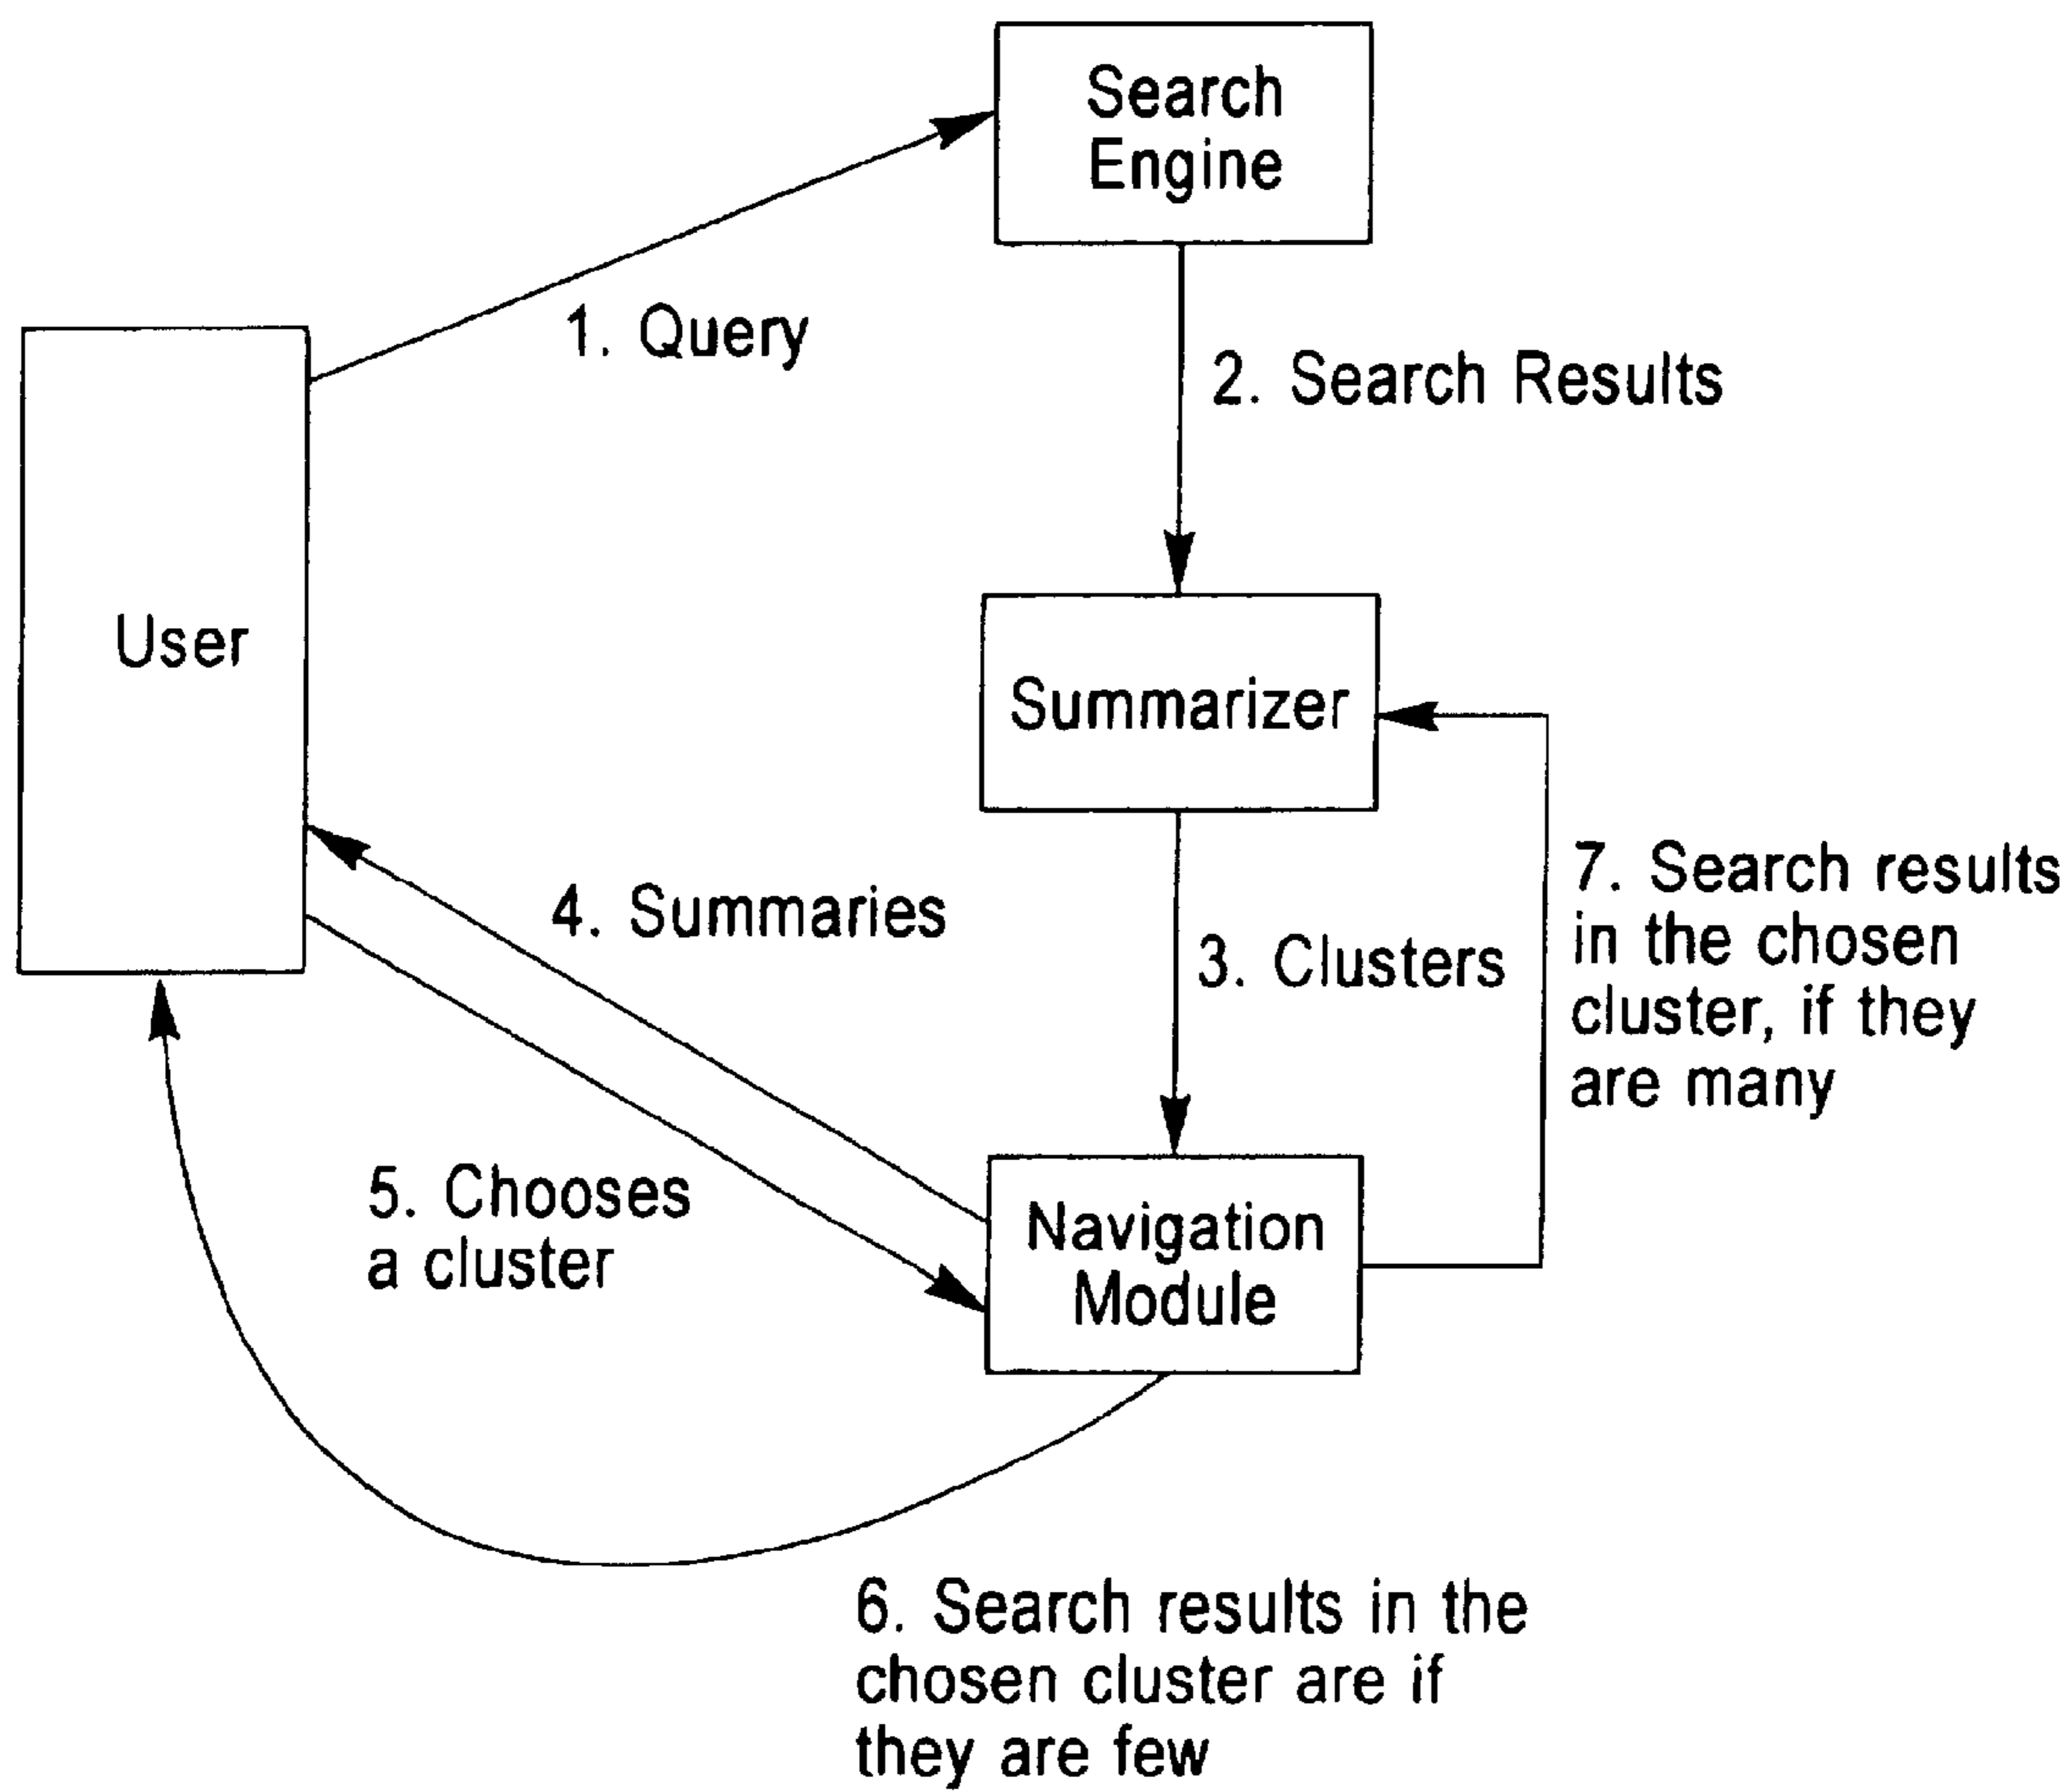 Search
Engine
1. Query
2. Search Results
User
Summarizer
4. Summaries
3. Clusters
7. Search results
in the chosen
cluster, if they
are many
5. Chooses
a cluster
Navigation
Module
6. Search results in the
chosen cluster are if
they are few